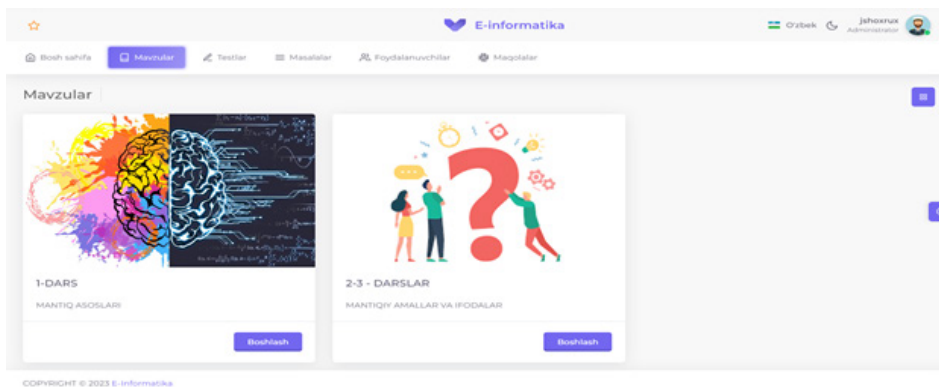 E-informatika
O'zbek
jshoxrux
Administrator
Bosh sahifa
Mavzular
Testlar
Masalalar
Foydalanuvchilar
Maqolalar
Mavzular
1-DARS
MANTIQ ASOSLARI
Boshlash
2-3 - DARSLAR
MANTIQIY AMALLAR VA IFODALAR
Boshlash
COPYRIGHT © 2023 E-Informatika